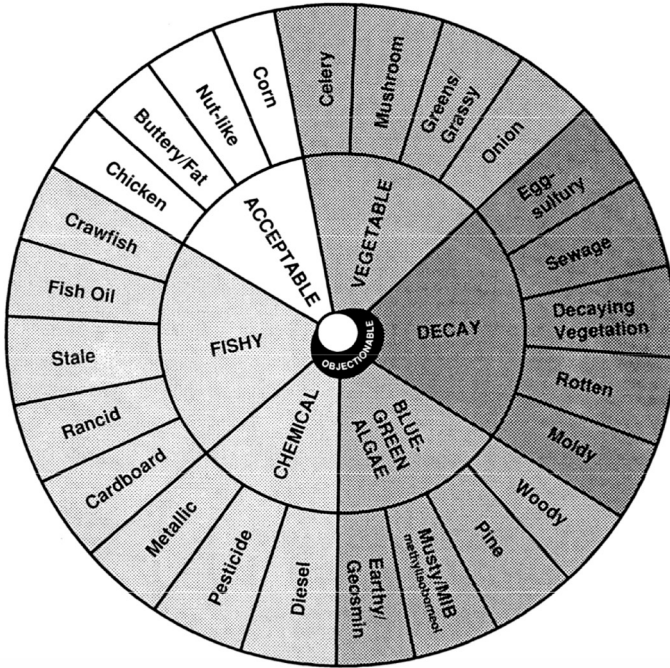 Celery
Mushroom
Greens/
Grassy
Onion
Egg-
sulfury
Sewage
Decaying
Vegetation
Rotten
Moldy
Woody
Pine
Musty/MIB
methylisoborneol
Earthy/
Geosmin
Diesel
Pesticide
Metallic
Cardboard
Rancid
Stale
Fish Oil
Crawfish
Chicken
Buttery/Fat
Nut-like
Corn
ACCEPTABLE
VEGETABLE
DECAY
BLUE-
GREEN
ALGAE
CHEMICAL
FISHY
OBJECTIONABLE